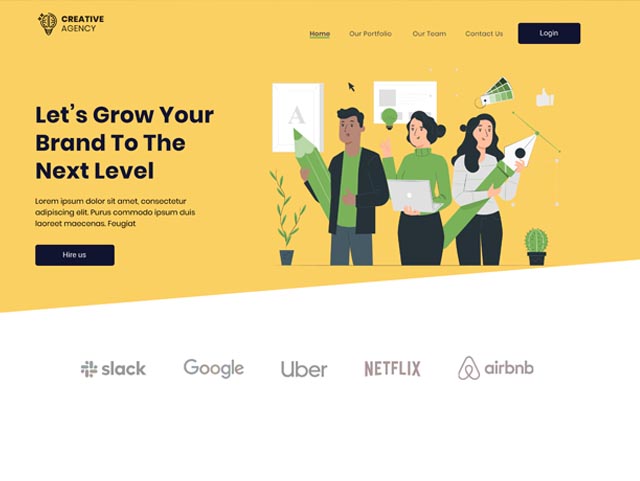 CREATIVE
AGENCY
Home Our Portfolio Our Team Contact Us Login
Let's Grow Your
Brand To The
Next Level
Lorem ipsum dolor sit amet, consectetur
adipiscing elit. Purus commodo ipsum duis
laoreet maecenas. Feugiat
Hire us
A
slack Google Uber NETFLIX airbnb